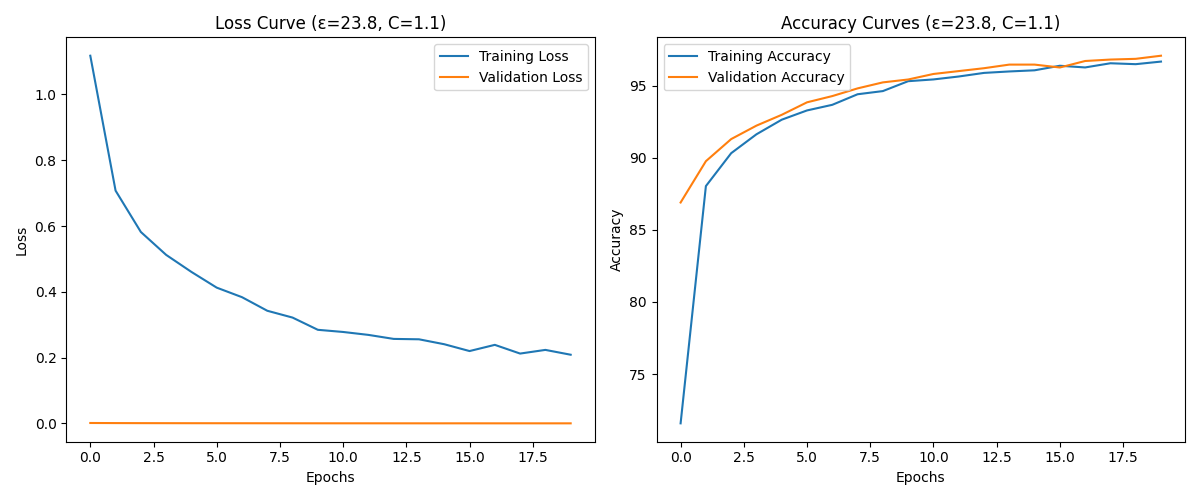 Loss Curve (ε=23.8, C=1.1)
Training Loss
Validation Loss
1.0
0.8
0.6
0.4
0.2
0.0
Loss
0.0 2.5 5.0 7.5 10.0 12.5 15.0 17.5
Epochs
Accuracy Curves (ε=23.8, C=1.1)
Training Accuracy
Validation Accuracy
95
90
85
80
75
Accuracy
0.0 2.5 5.0 7.5 10.0 12.5 15.0 17.5
Epochs